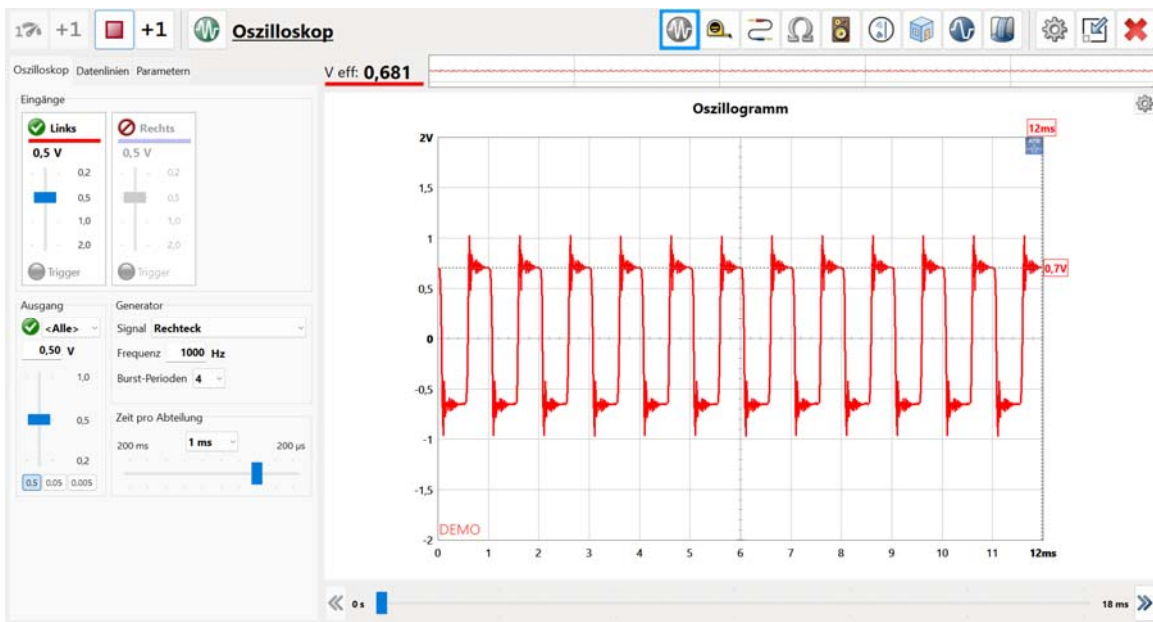 +1 +1 Oszilloskop
Oszilloskop Datenlinien Parametern
V eff: 0,681
Eingänge
Links Rechts
0,5 V 0,5 V
0,2 0,2
0,5 0,5
1,0 1,0
2,0 2,0
Trigger Trigger
Ausgang
<Alle>
0,50 V
1,0
0,5
0,2
0.5 0.05 0.005
Generator
Signal Rechteck
Frequenz 1000 Hz
Burst-Perioden 4
Zeit pro Abteilung
200 ms 1 ms 200 µs
Oszillogramm
12ms
2V
1,5
1
0,7V
0,5
0
-0,5
-1
-1,5
DEMO
-2
0 1 2 3 4 5 6 7 8 9 10 11 12ms
0 s 18 ms